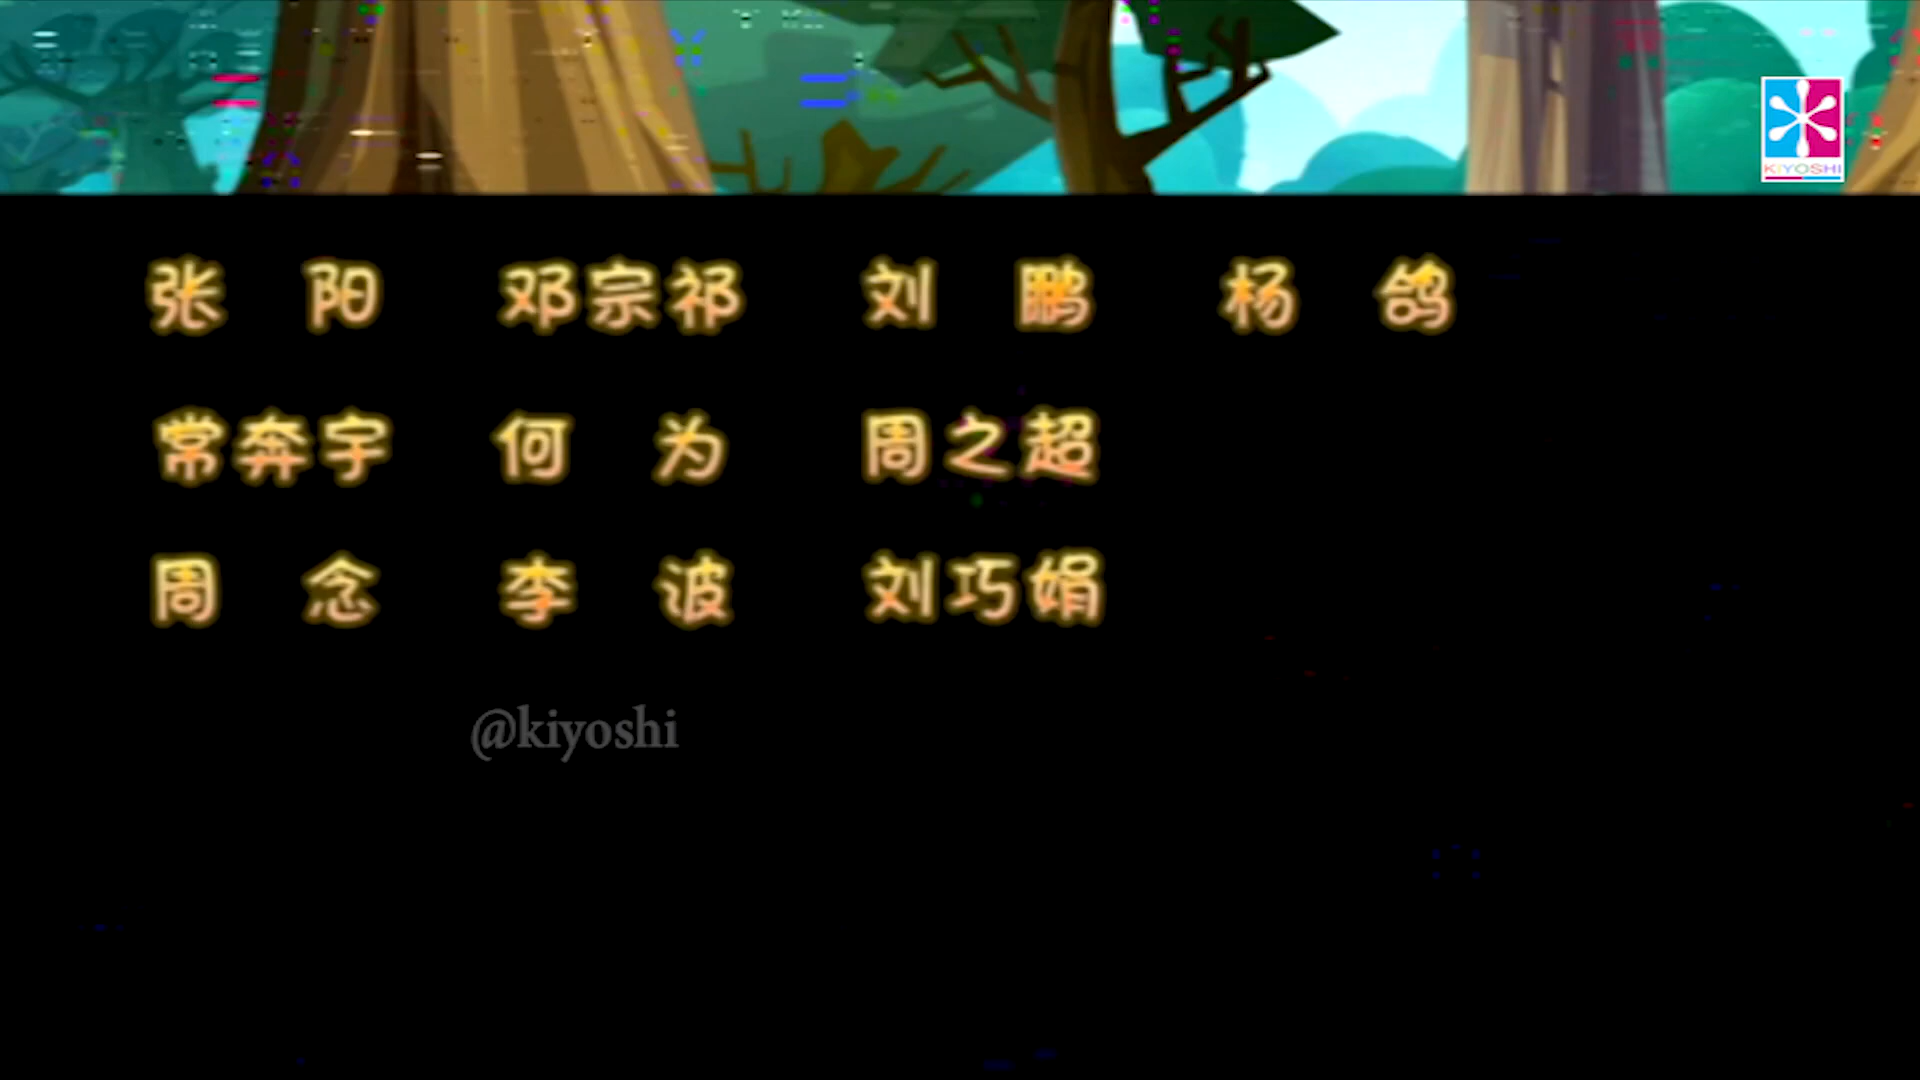 KIYOSHI
张 阳 邓宗祁 刘 鹏 杨 鸽
常奔宇 何 为 周之超
周 念 李 波 刘巧娟
@kiyoshi